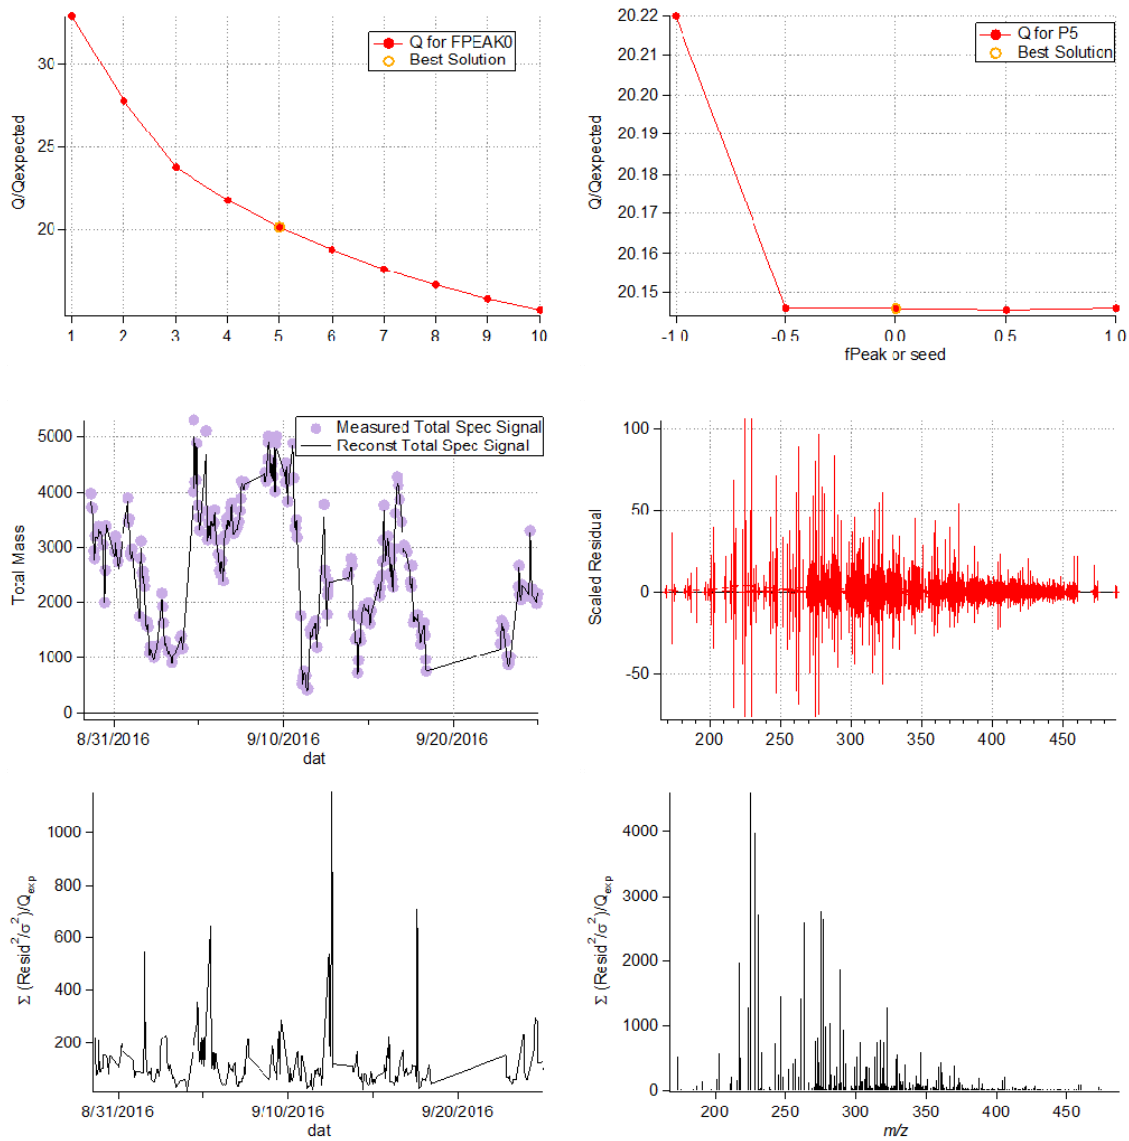 Q/Qexpected
30
25
20
Q for FPEAK0
Best Solution
1 2 3 4 5 6 7 8 9 10
Q/Qexpected
20.22
20.21
20.20
20.19
20.18
20.17
20.16
20.15
Q for P5
Best Solution
-1.0 -0.5 0.0 0.5 1.0
fPeak or seed
Total Mass
5000
4000
3000
2000
1000
0
Measured Total Spec Signal
Reconst Total Spec Signal
8/31/2016 9/10/2016 9/20/2016
dat
Scaled Residual
100
50
0
-50
200 250 300 350 400 450
Σ (Resid²/σ²)/Qexp
1000
800
600
400
200
8/31/2016 9/10/2016 9/20/2016
dat
Σ (Resid²/σ²)/Qexp
4000
3000
2000
1000
0
200 250 300 350 400 450
m/z